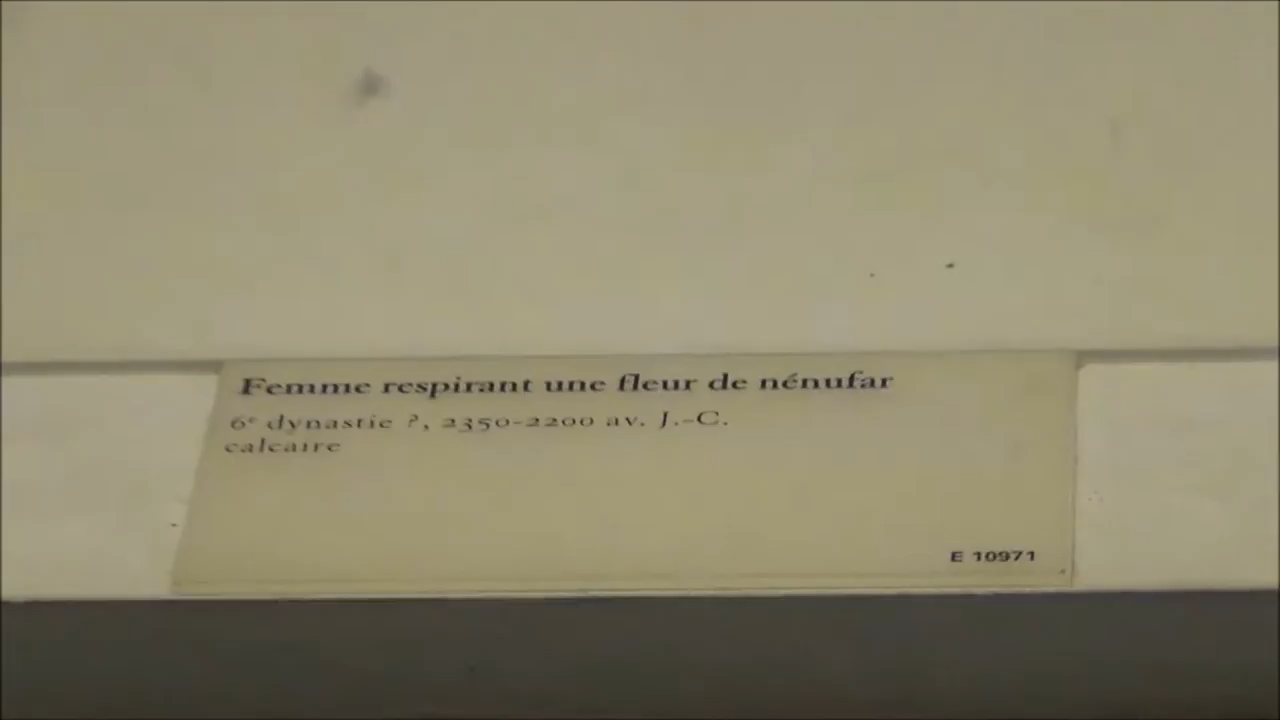 Femme respirant une fleur de nénufar
6e dynastie ?, 2350-2200 av. J.-C.
calcaire
E 10971